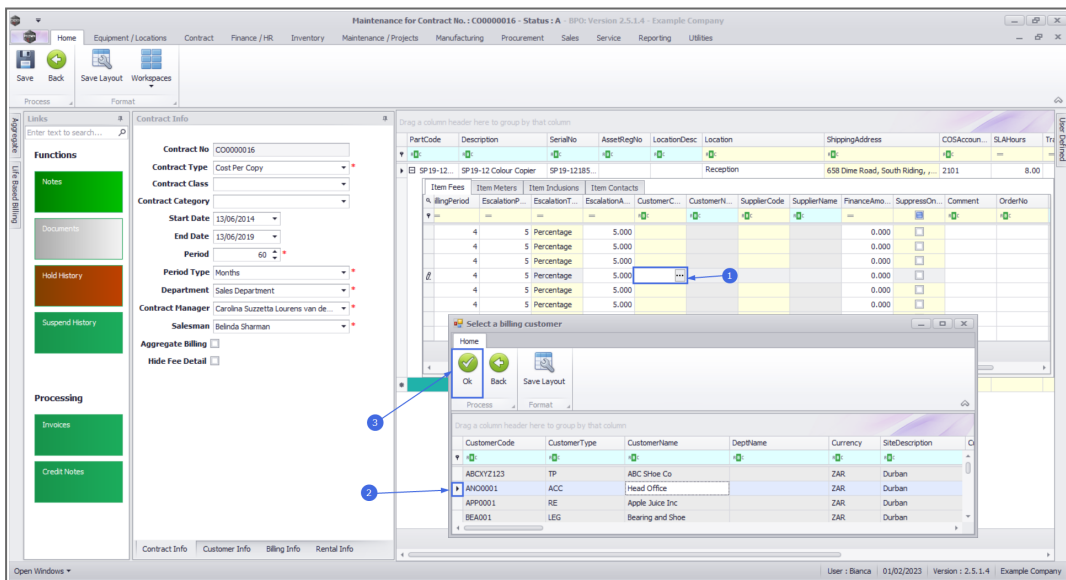 Maintenance for Contract No. : CO0000016 - Status : A - BPO: Version 2.5.1.4 - Example Company
Home Equipment / Locations Contract Finance / HR Inventory Maintenance / Projects Manufacturing Procurement Sales Service Reporting Utilities
Save Back Save Layout Workspaces
Process Format
Aggregate
Life Based Billing
User Defined
Links
Enter text to search...
Functions
Notes
Documents
Hold History
Suspend History
Processing
Invoices
Credit Notes
Contract Info
Contract No CO0000016
Contract Type Cost Per Copy *
Contract Class
Contract Category
Start Date 13/06/2014
End Date 13/06/2019
Period 60 *
Period Type Months *
Department Sales Department *
Contract Manager Carolina Suzzetta Lourens van de... *
Salesman Belinda Sharman *
Aggregate Billing
Hide Fee Detail
Contract Info Customer Info Billing Info Rental Info
Drag a column header here to group by that column
PartCode Description SerialNo AssetRegNo LocationDesc Location ShippingAddress COSAccoun... SLAHours
SP19-12... SP19-12 Colour Copier SP19-12185... Reception 658 Dime Road, South Riding, ,... 2101 8.00
Item Fees Item Meters Item Inclusions Item Contacts
illingPeriod EscalationP... EscalationT... EscalationA... CustomerC... CustomerN... SupplierCode SupplierName FinanceAmo... SuppressOn... Comment OrderNo
4 5 Percentage 5.000 0.000
4 5 Percentage 5.000 0.000
4 5 Percentage 5.000 0.000
4 5 Percentage 5.000 ... 0.000
1
4 5 Percentage 5.000 0.000
4 5 Percentage 5.000 0.000
Select a billing customer
Home
Ok Back Save Layout
3
Process Format
Drag a column header here to group by that column
CustomerCode CustomerType CustomerName DeptName Currency SiteDescription
ABCXYZ123 TP ABC SHoe Co ZAR Durban
2
ANO0001 ACC Head Office ZAR Durban
APP0001 RE Apple Juice Inc ZAR Durban
BEA001 LEG Bearing and Shoe ZAR Durban
Open Windows User : Bianca 01/02/2023 Version : 2.5.1.4 Example Company